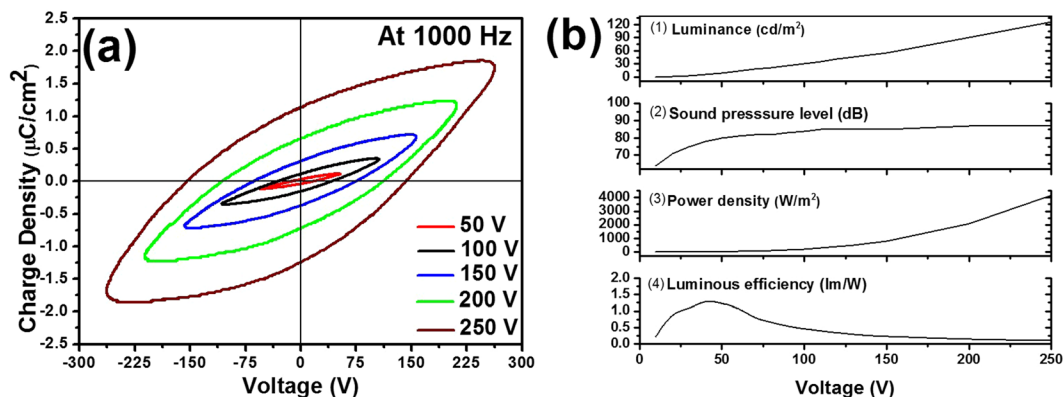 (a)
At 1000 Hz
Charge Density (μC/cm²)
2.5
2.0
1.5
1.0
0.5
0.0
-0.5
-1.0
-1.5
-2.0
-2.5
50 V
100 V
150 V
200 V
250 V
-300 -225 -150 -75 0 75 150 225 300
Voltage (V)
(b)
(1) Luminance (cd/m²)
120
90
60
30
0
(2) Sound presssure level (dB)
100
90
80
70
(3) Power density (W/m²)
4000
3000
2000
1000
0
(4) Luminous efficiency (lm/W)
2.0
1.5
1.0
0.5
0.0
0 50 100 150 200 250
Voltage (V)